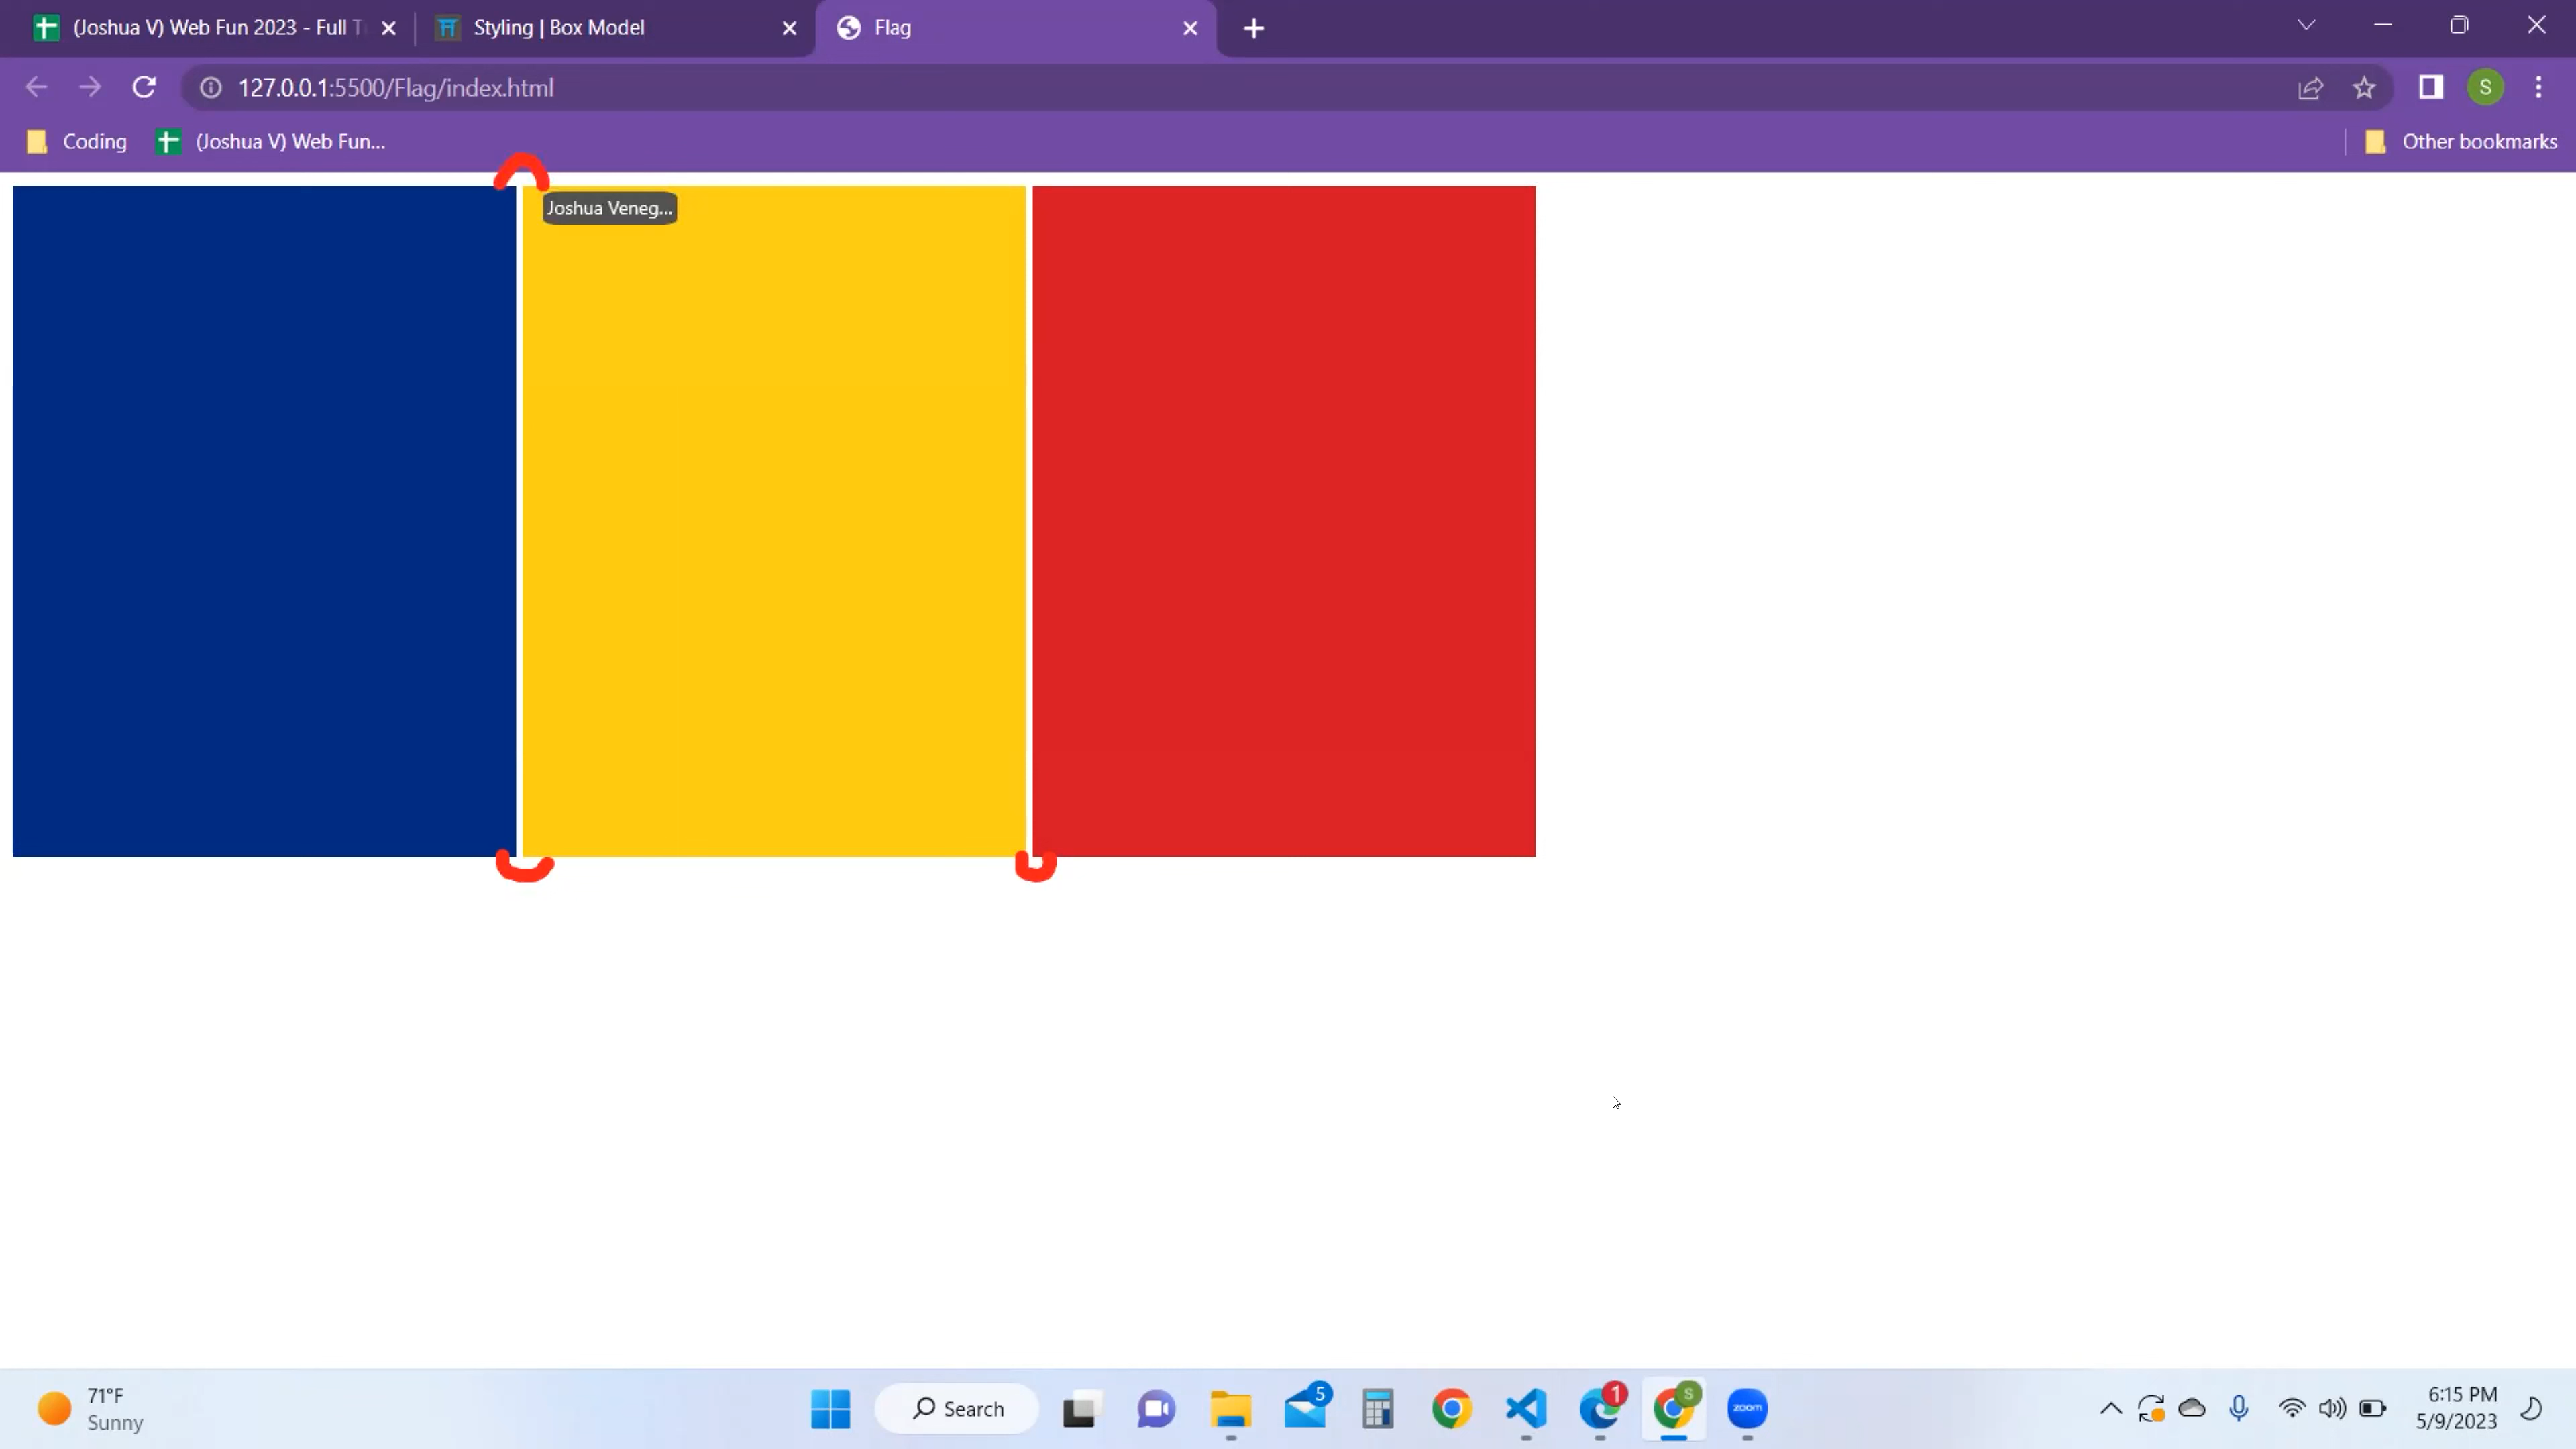 (Joshua V) Web Fun 2023 - Full T
Styling | Box Model
Flag
127.0.0.1:5500/Flag/index.html
S
Coding
(Joshua V) Web Fun...
Other bookmarks
Joshua Veneg...
71°F
Sunny
Search
5
1
S
zoom
6:15 PM
5/9/2023